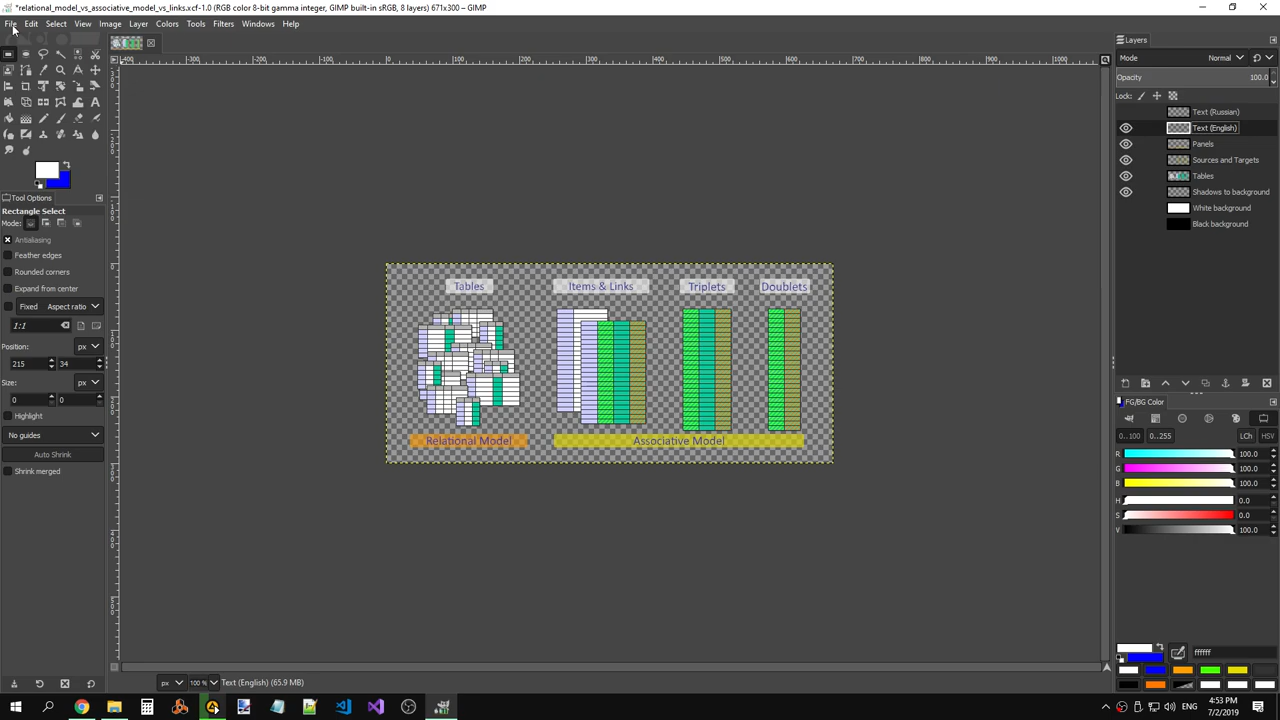 *relational_model_vs_associative_model_vs_links.xcf-1.0 (RGB color 8-bit gamma integer, GIMP built-in sRGB, 8 layers) 671x300 – GIMP
File Edit Select View Image Layer Colors Tools Filters Windows Help
Tool Options
Rectangle Select
Mode:
Antialiasing
Feather edges
Rounded corners
Expand from center
Fixed Aspect ratio
1:1
Position:
px
215 34
Size:
px
0 0
Highlight
No guides
Auto Shrink
Shrink merged
Tables Items & Links Triplets Doublets
Relational Model Associative Model
px 100 % Text (English) (65.9 MB)
Layers
Mode Normal
Opacity 100.0
Lock:
Text (Russian)
Text (English)
Panels
Sources and Targets
Tables
Shadows to background
White background
Black background
FG/BG Color
0..100 0..255 LCh HSV
R 100.0
G 100.0
B 100.0
H 0.0
S 0.0
V 100.0
ffffff
ENG
4:53 PM
7/2/2019